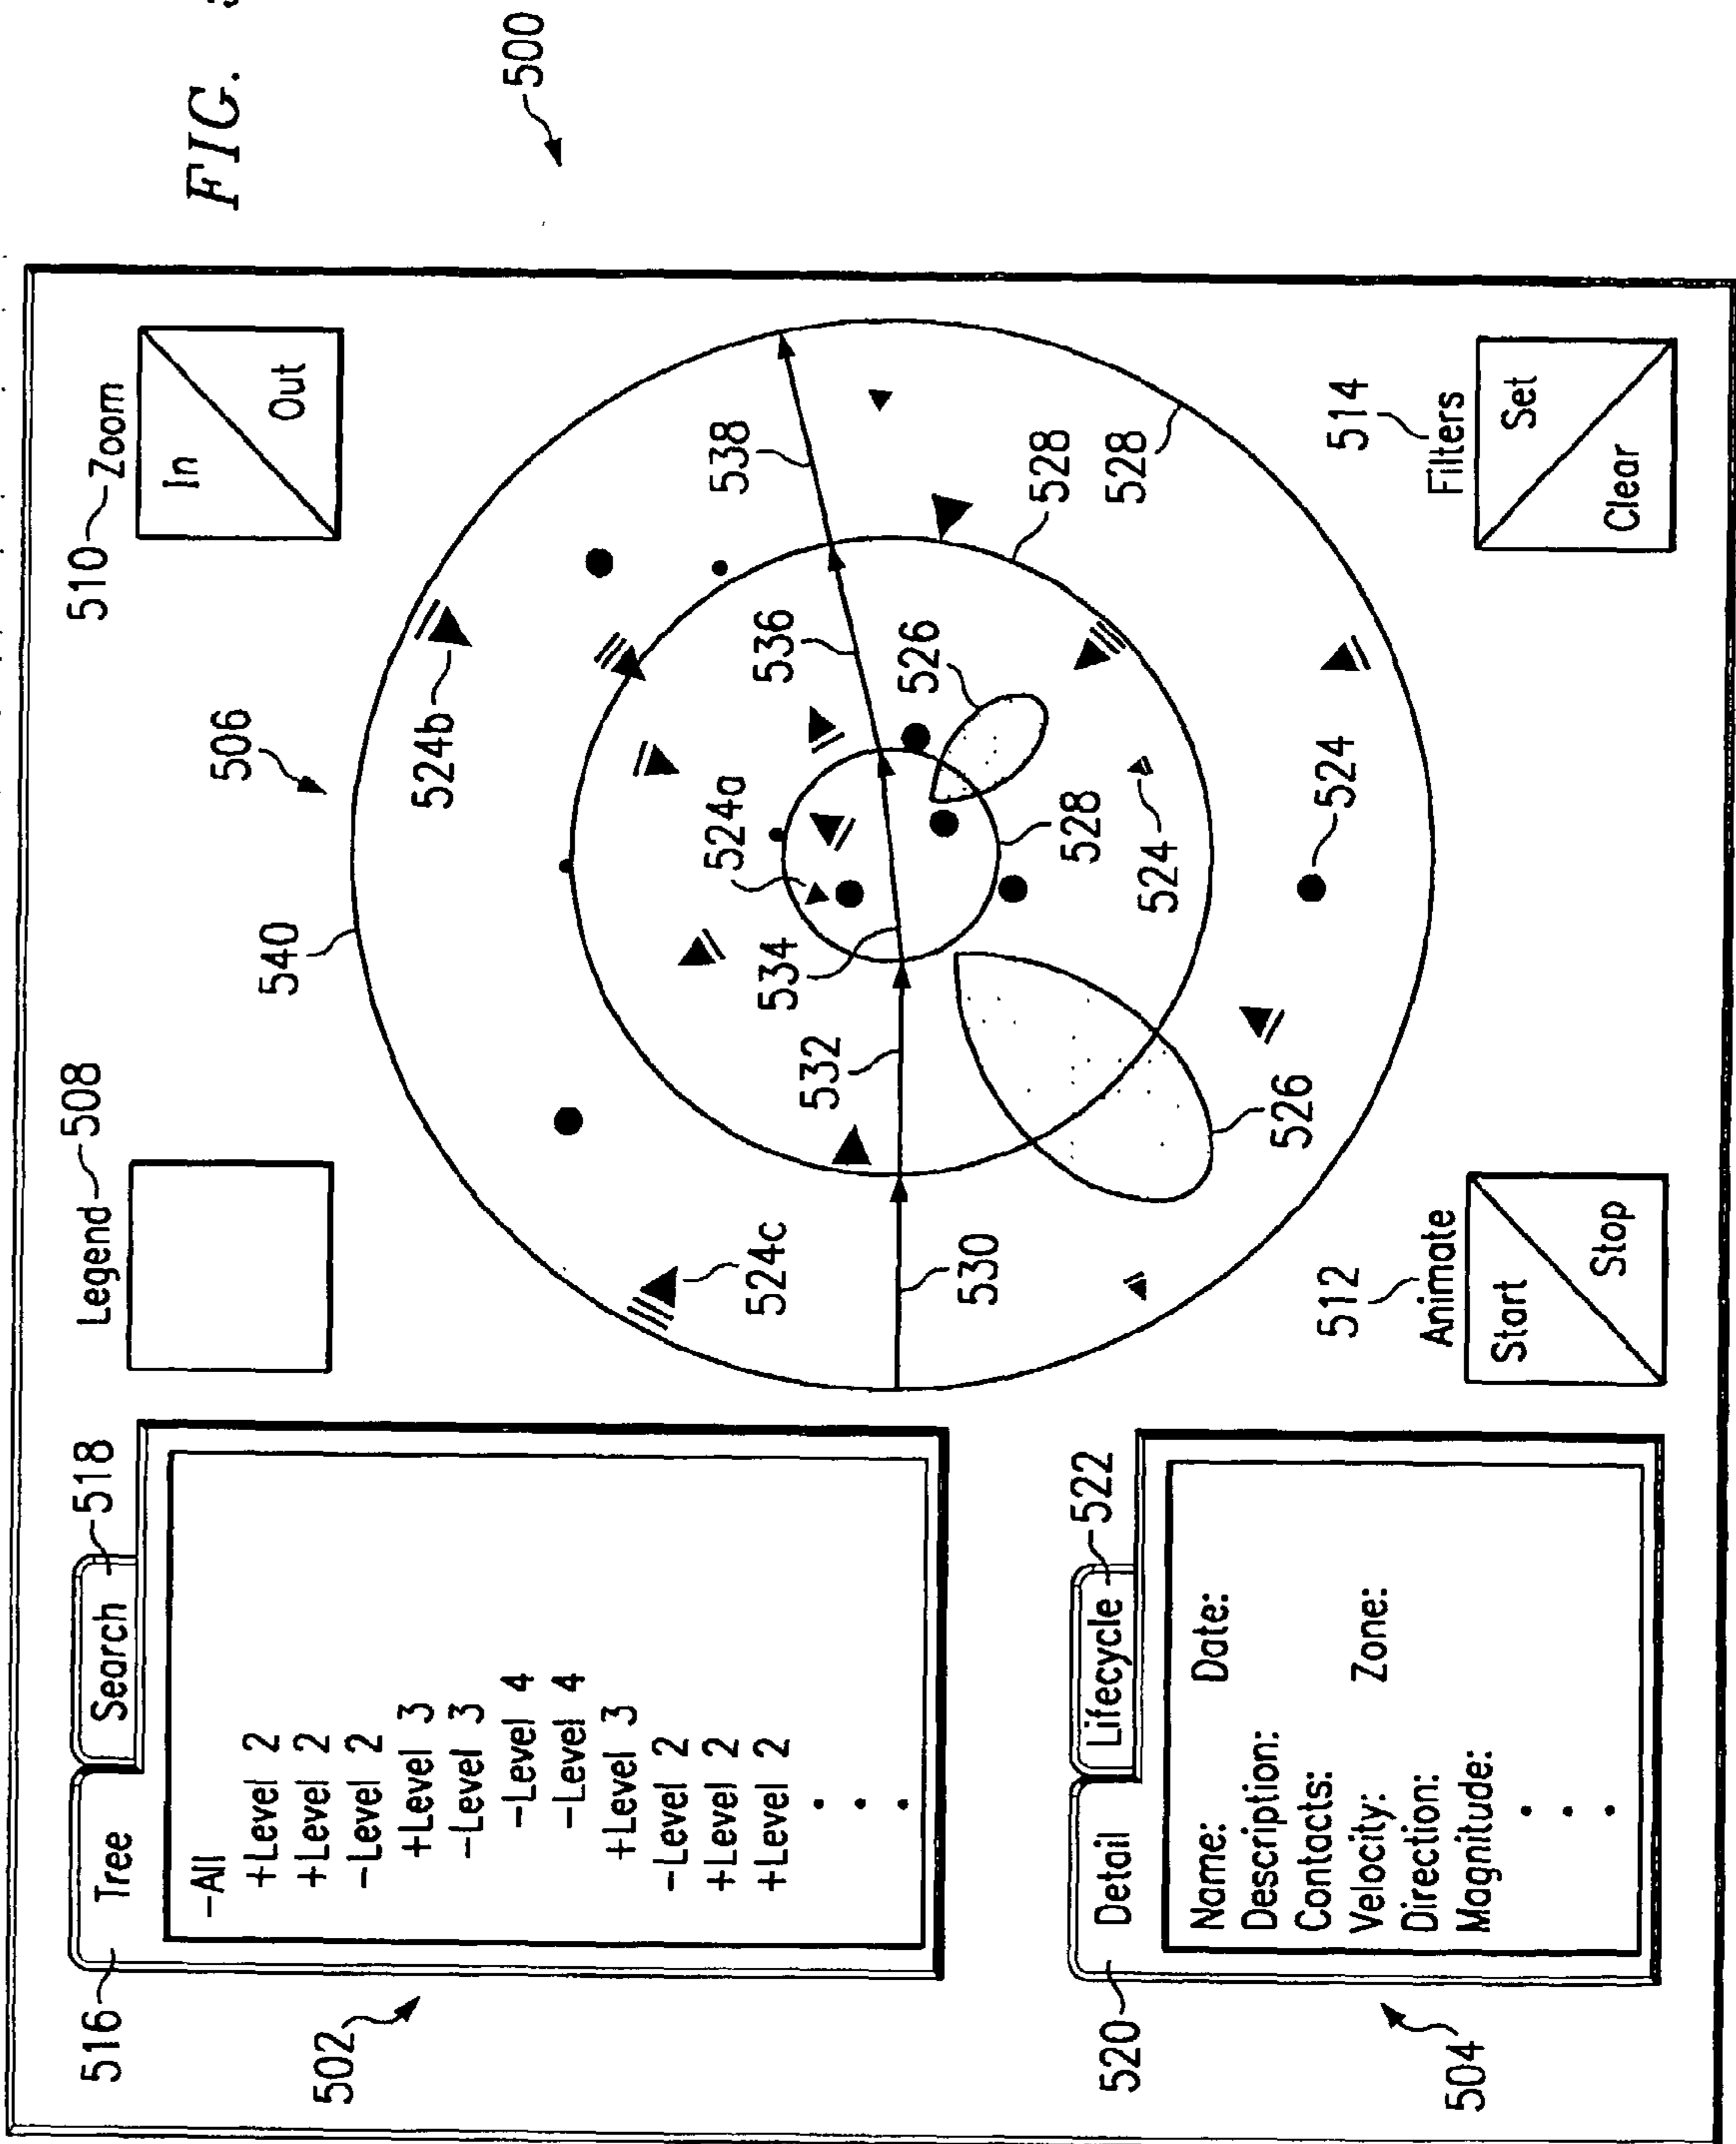 FIG.
500
516
Tree
Search
518
-All
+Level 2
+Level 2
-Level 2
+Level 3
-Level 3
-Level 4
-Level 4
+Level 3
-Level 2
+Level 2
+Level 2
502
520
Detail
Lifecycle
522
Name: Date:
Description:
Contacts:
Velocity: Zone:
Direction:
Magnitude:
504
Legend 508
510 Zoom
In
Out
506
540
524b
524c
524a
538
536
526
534
532
530
528
528
528
524
524
526
512
Animate
Start
Stop
514
Filters
Set
Clear